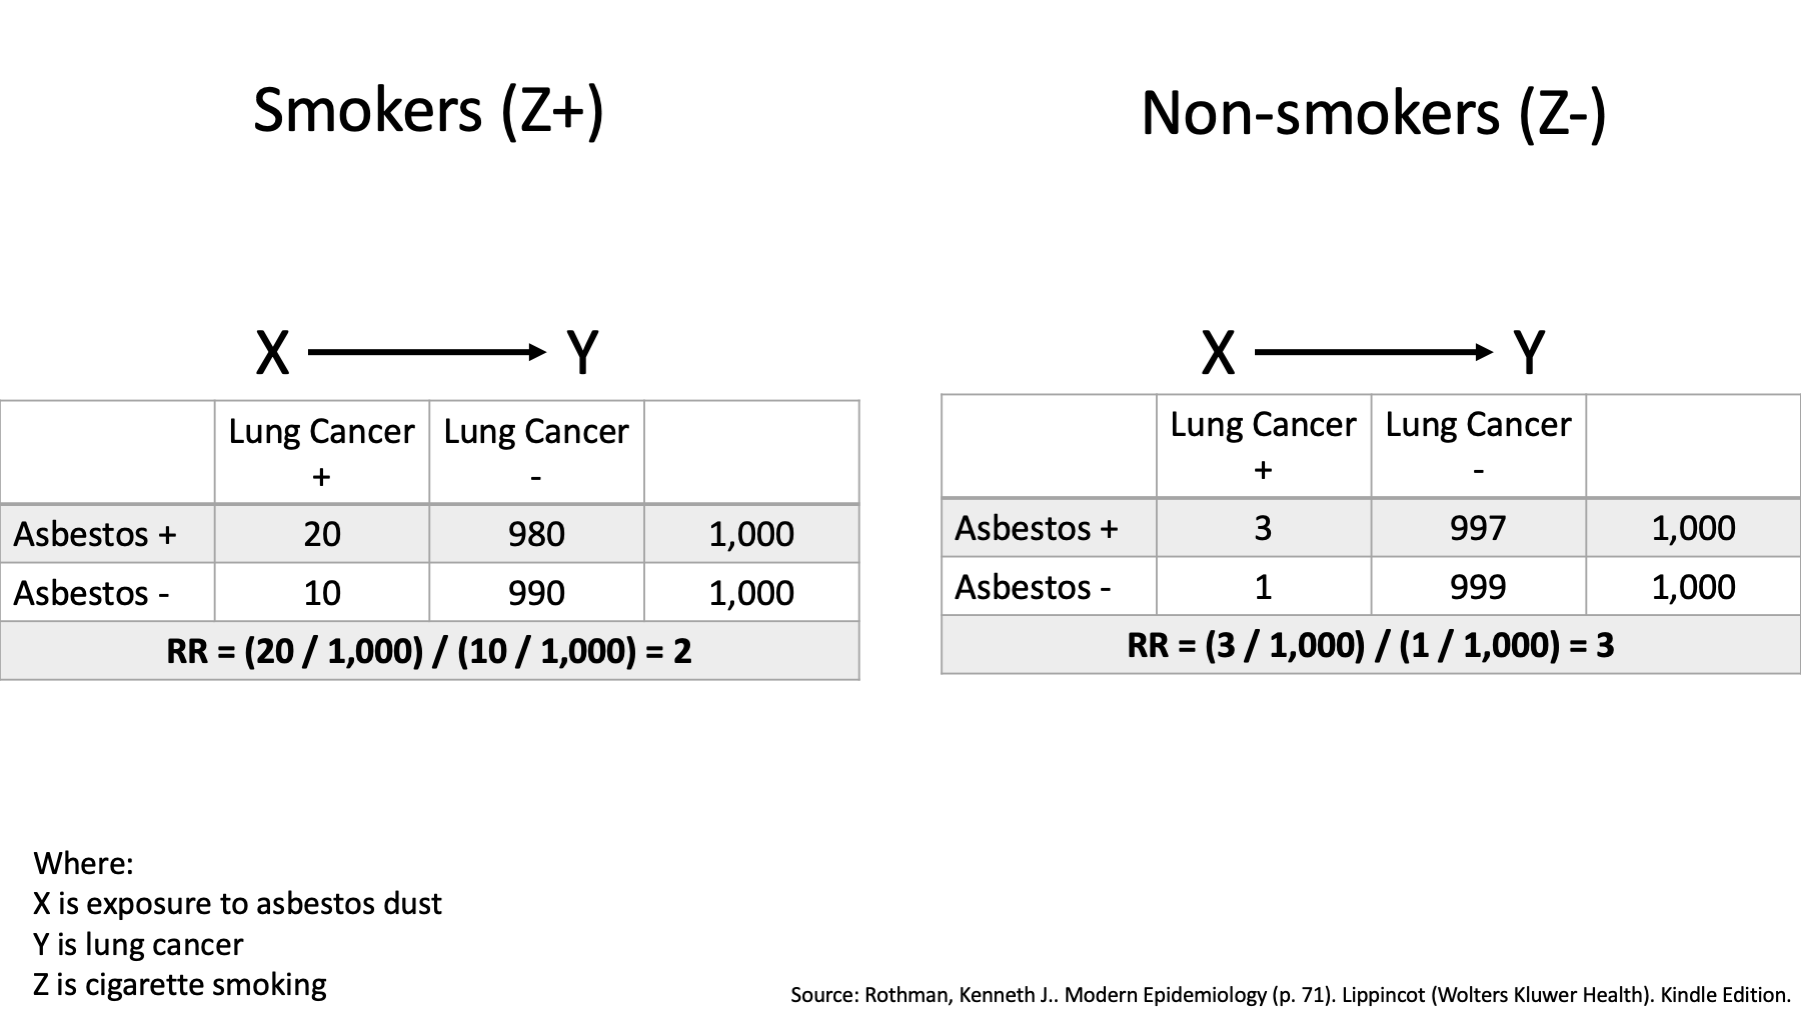 Smokers (Z+)
Non-smokers (Z-)
X Y
Lung Cancer + Lung Cancer -
Asbestos + 20 980 1,000
Asbestos - 10 990 1,000
RR = (20 / 1,000) / (10 / 1,000) = 2
X Y
Lung Cancer + Lung Cancer -
Asbestos + 3 997 1,000
Asbestos - 1 999 1,000
RR = (3 / 1,000) / (1 / 1,000) = 3
Where:
X is exposure to asbestos dust
Y is lung cancer
Z is cigarette smoking
Source: Rothman, Kenneth J.. Modern Epidemiology (p. 71). Lippincot (Wolters Kluwer Health). Kindle Edition.